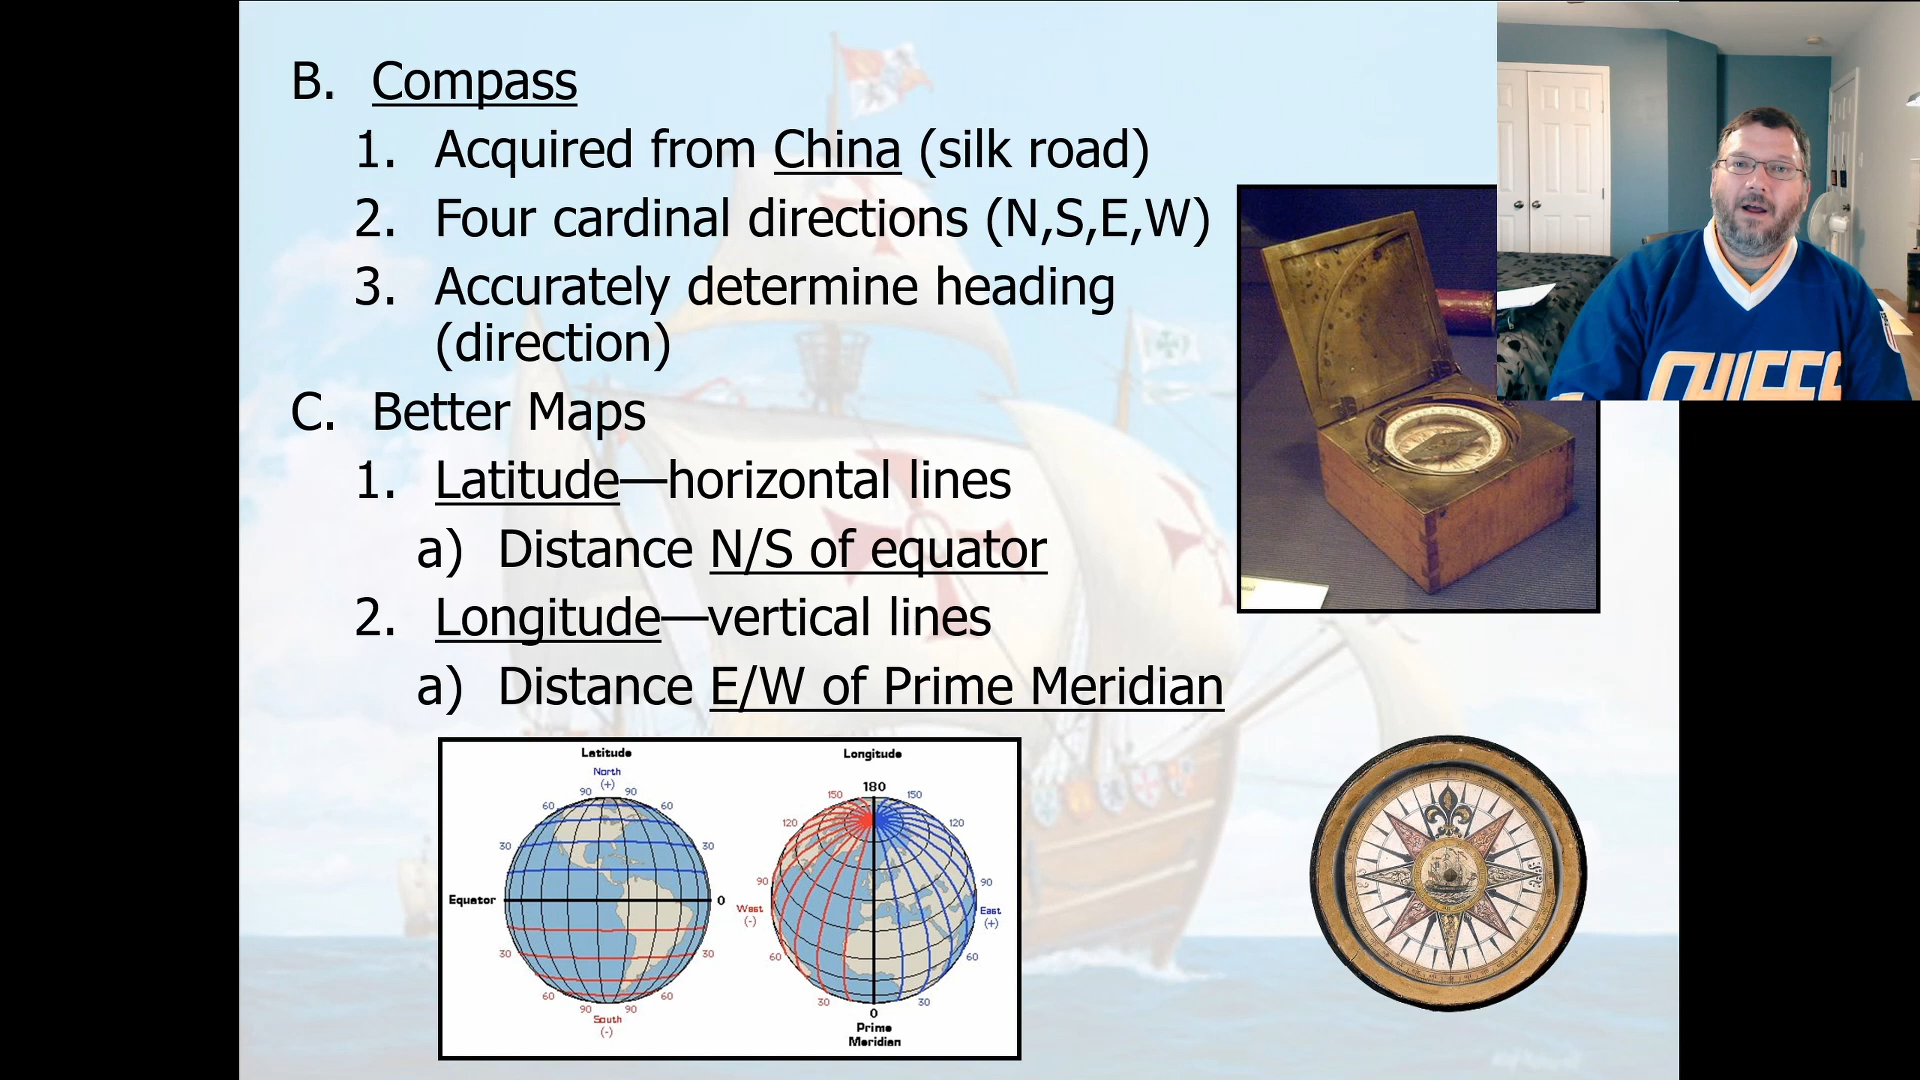 B. Compass
1. Acquired from China (silk road)
2. Four cardinal directions (N,S,E,W)
3. Accurately determine heading
(direction)
C. Better Maps
1. Latitude—horizontal lines
a) Distance N/S of equator
2. Longitude—vertical lines
a) Distance E/W of Prime Meridian
CHIEFS
Latitude
North
(+)
90 90
60 60
30 30
Equator 0
30 30
60 60
90 90
South
(-)
Longitude
180
150 150
120 120
90 90
West
(-)
East
(+)
60 60
30 30
0
Prime
Meridian